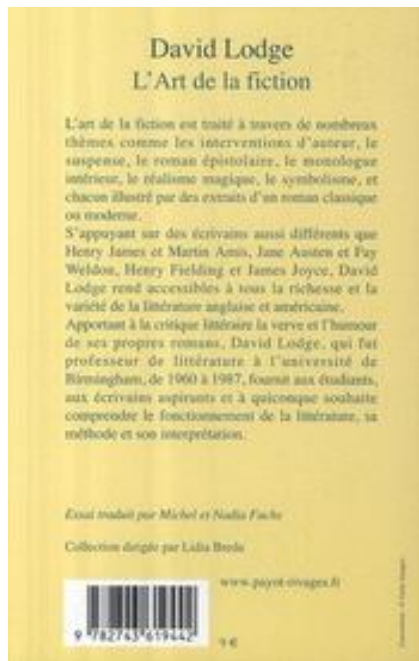 David Lodge
L'Art de la fiction
L'art de la fiction est traité à travers de nombreux
thèmes comme les interventions d'auteur, le
suspense, le roman épistolaire, le monologue
intérieur, le réalisme magique, le symbolisme, et
chacun illustré par des extraits d'un roman classique
ou moderne.
S'appuyant sur des écrivains aussi différents que
Henry James et Martin Amis, Jane Austen et Fay
Weldon, Henry Fielding et James Joyce, David
Lodge rend accessibles à tous la richesse et la
variété de la littérature anglaise et américaine.
Apportant à la critique littéraire la verve et l'humour
de ses propres romans, David Lodge, qui fut
professeur de littérature à l'université de
Birmingham, de 1960 à 1987, fournit aux étudiants,
aux écrivains aspirants et à quiconque souhaite
comprendre le fonctionnement de la littérature, sa
méthode et son interprétation.
Essai traduit par Michel et Nadia Fuchs
Collection dirigée par Lidia Breda
www.payot-rivages.fr
9 782743 619442
9 €